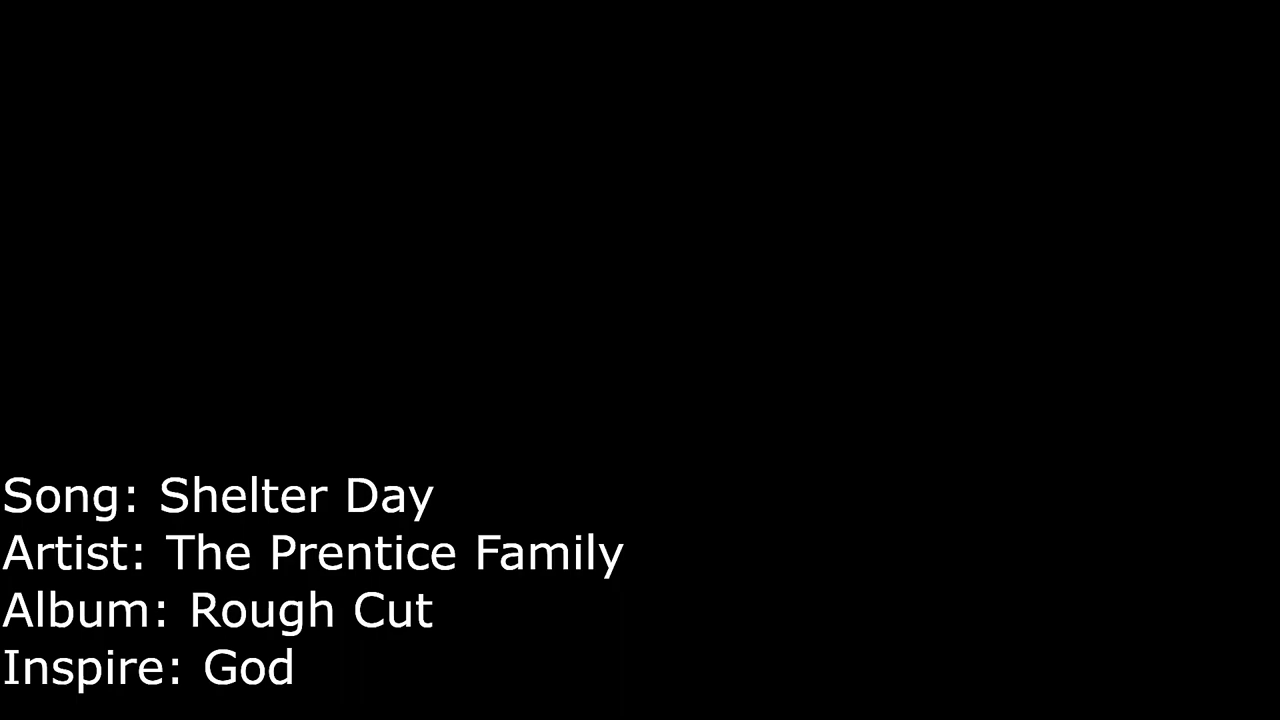 Song: Shelter Day
Artist: The Prentice Family
Album: Rough Cut
Inspire: God